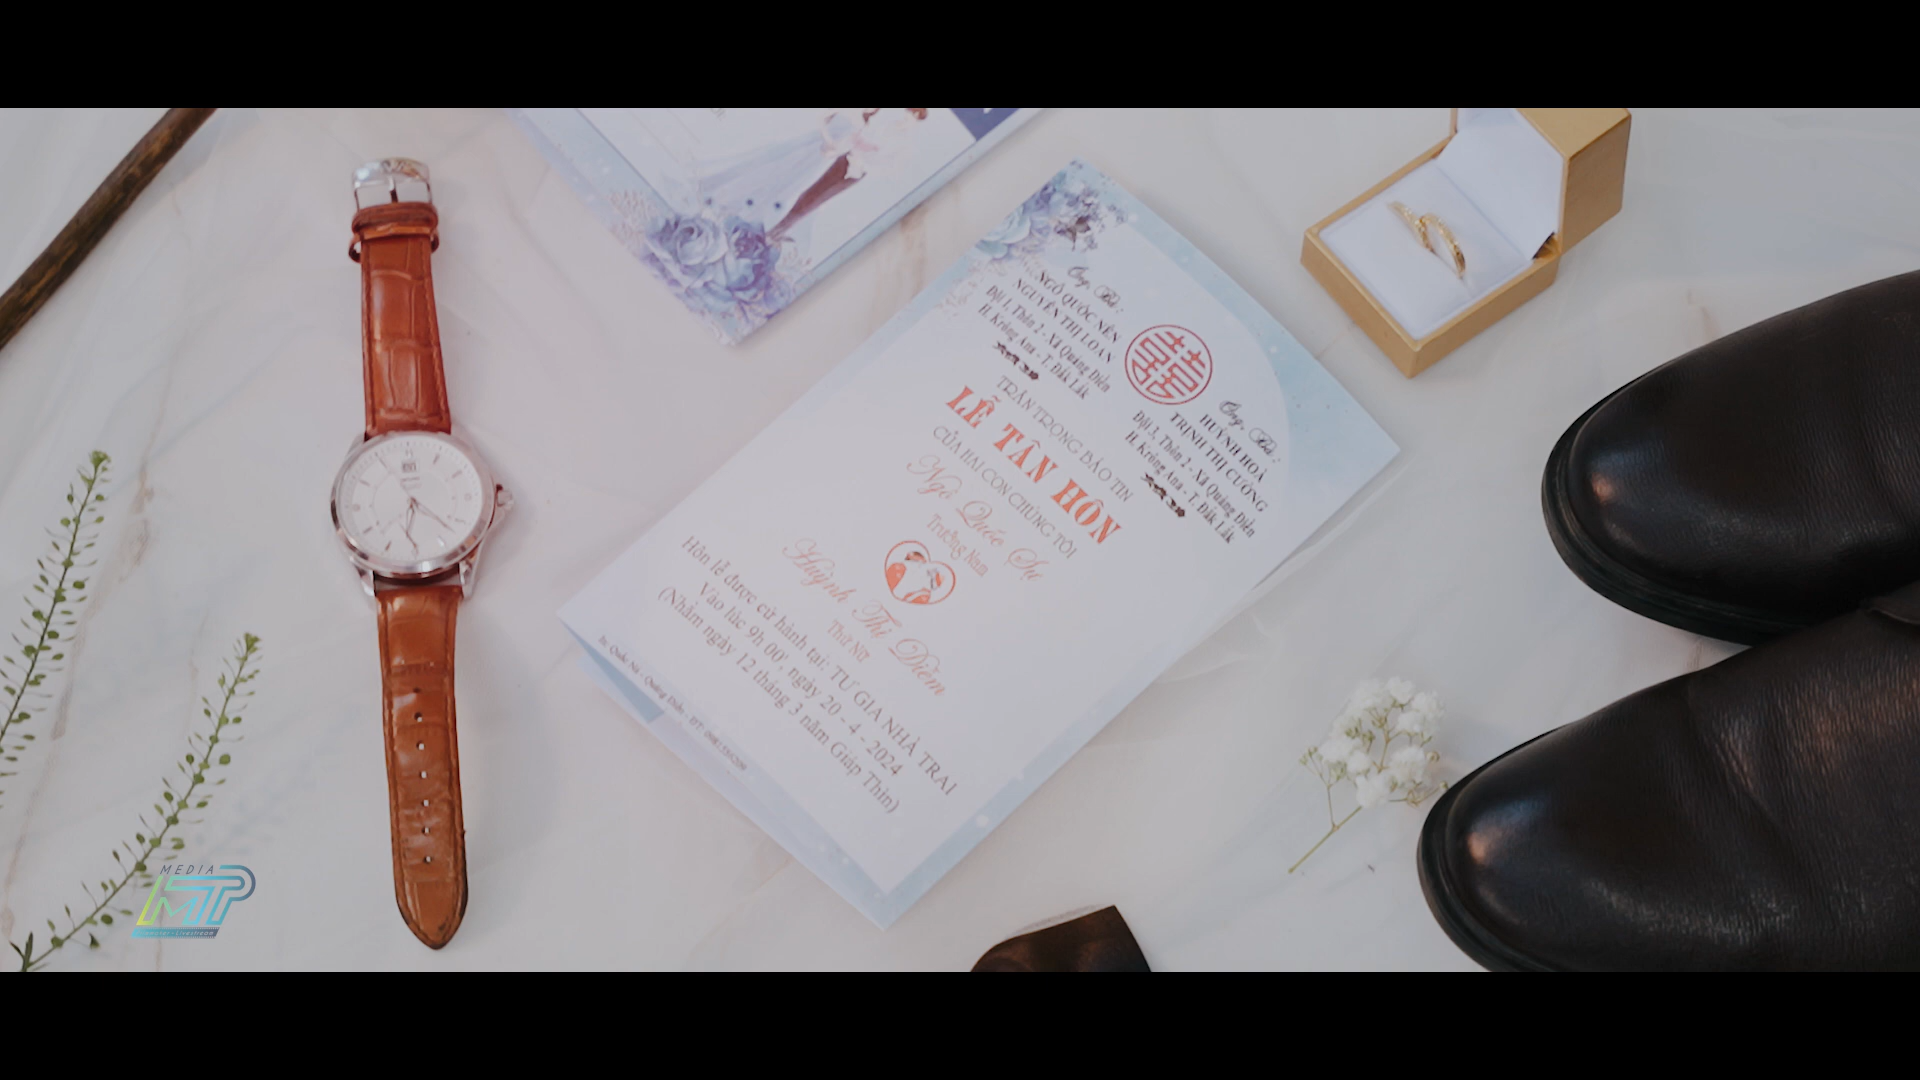 Ông, Bà:
NGÔ QUỐC NÊN
NGUYỄN THỊ LOAN
Đội 1, Thôn 2 - Xã Quảng Điền
H. Krông Ana - T. Đắk Lắk
Ông, Bà:
HUỲNH HOÀ
TRỊNH THỊ CƯỜNG
Đội 3, Thôn 2 - Xã Quảng Điền
H. Krông Ana - T. Đắk Lắk
囍
TRÂN TRỌNG BÁO TIN
LỄ TÂN HÔN
CỦA HAI CON CHÚNG TÔI
Ngô Quốc Sự
Trưởng Nam
Huỳnh Thị Diễm
Thứ Nữ
Hôn lễ được cử hành tại: TƯ GIA NHÀ TRAI
Vào lúc 9h 00', ngày 20 - 4 - 2024
(Nhằm ngày 12 tháng 3 năm Giáp Thìn)
Quảng Điền - ĐT:
MEDIA
MTP